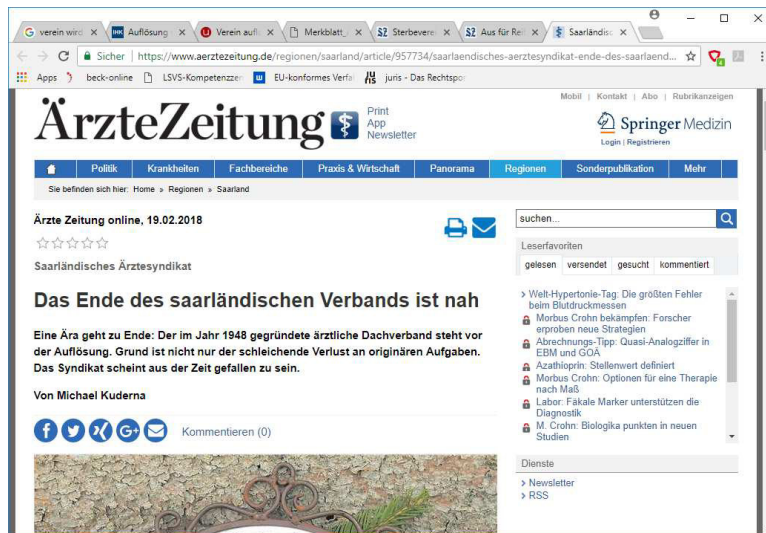 verein wird
Auflösung
Verein aufl
Merkblatt_
Sterbeverei
Aus für Rei
Saarländisc
Sicher | https://www.aerztezeitung.de/regionen/saarland/article/957734/saarlaendisches-aerztesyndikat-ende-des-saarlaend...
Apps beck-online LSVS-Kompetenzzen EU-konformes Verfa juris - Das Rechtspor
Mobil | Kontakt | Abo | Rubrikanzeigen
ÄrzteZeitung
Print
App
Newsletter
Springer Medizin
Login | Registrieren
Politik Krankheiten Fachbereiche Praxis & Wirtschaft Panorama Regionen Sonderpublikation Mehr
Sie befinden sich hier: Home » Regionen » Saarland
Ärzte Zeitung online, 19.02.2018
Saarländisches Ärztesyndikat
Das Ende des saarländischen Verbands ist nah
Eine Ära geht zu Ende: Der im Jahr 1948 gegründete ärztliche Dachverband steht vor
der Auflösung. Grund ist nicht nur der schleichende Verlust an originären Aufgaben.
Das Syndikat scheint aus der Zeit gefallen zu sein.
Von Michael Kuderna
Kommentieren (0)
suchen...
Leserfavoriten
gelesen versendet gesucht kommentiert
Welt-Hypertonie-Tag: Die größten Fehler
beim Blutdruckmessen
Morbus Crohn bekämpfen: Forscher
erproben neue Strategien
Abrechnungs-Tipp: Quasi-Analogziffer in
EBM und GOÄ
Azathioprin: Stellenwert definiert
Morbus Crohn: Optionen für eine Therapie
nach Maß
Labor: Fäkale Marker unterstützen die
Diagnostik
M. Crohn: Biologika punkten in neuen
Studien
Dienste
Newsletter
RSS